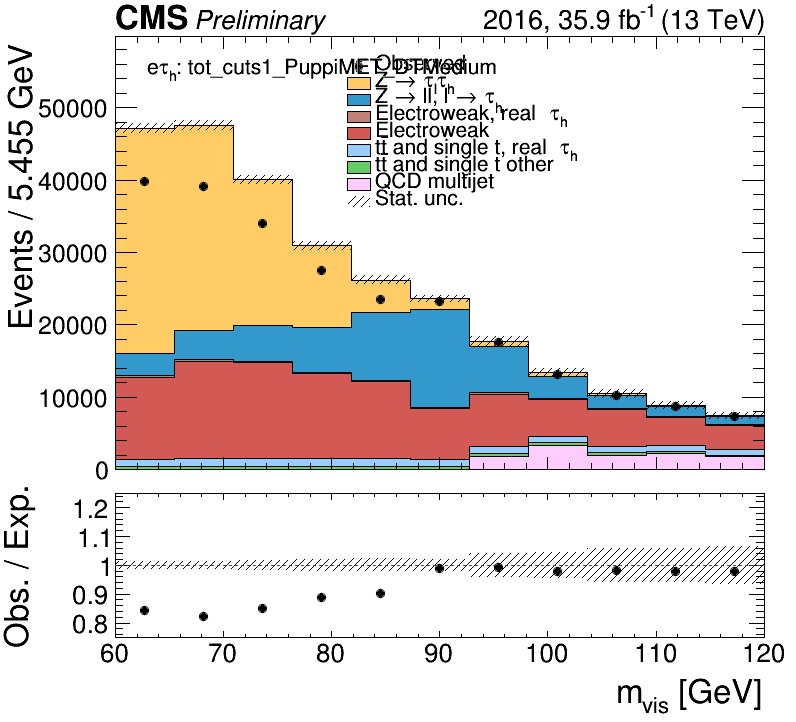 CMS Preliminary 2016, 35.9 fb⁻¹ (13 TeV)
eτh: tot_cuts1_PuppiMET_DTMedium
Observed
Z → τlτh
Z → ll, l → τh
Electroweak, real τh
Electroweak
tt and single t, real τh
tt and single t other
QCD multijet
Stat. unc.
Events / 5.455 GeV
50000
40000
30000
20000
10000
0
Obs. / Exp.
1.2
1.1
1
0.9
0.8
60 70 80 90 100 110 120
mvis [GeV]